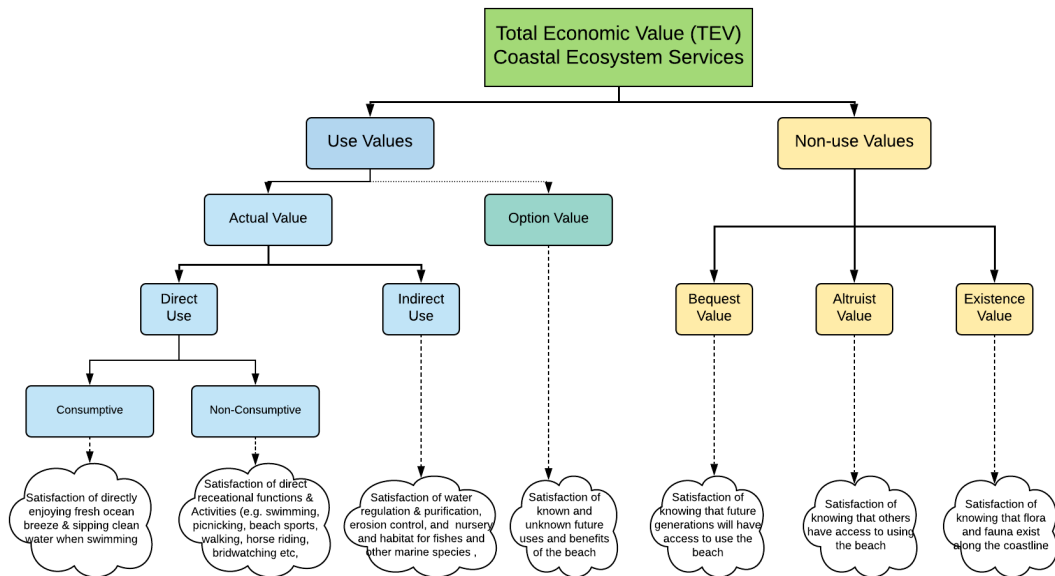 Total Economic Value (TEV)
Coastal Ecosystem Services
Use Values
Non-use Values
Actual Value
Option Value
Direct
Use
Indirect
Use
Bequest
Value
Altruist
Value
Existence
Value
Consumptive
Non-Consumptive
Satisfaction of directly
enjoying fresh ocean
breeze & sipping clean
water when swimming
Satisfaction of direct
receational functions &
Activities (e.g. swimming,
picnicking, beach sports,
walking, horse riding,
bridwatching etc,
Satisfaction of water
regulation & purification,
erosion control, and nursery
and habitat for fishes and
other marine species ,
Satisfaction of
known and
unknown future
uses and benefits
of the beach
Satisfaction of
knowing that future
generations will have
access to use the
beach
Satisfaction of
knowing that others
have access to using
the beach
Satisfaction of
knowing that flora
and fauna exist
along the coastline